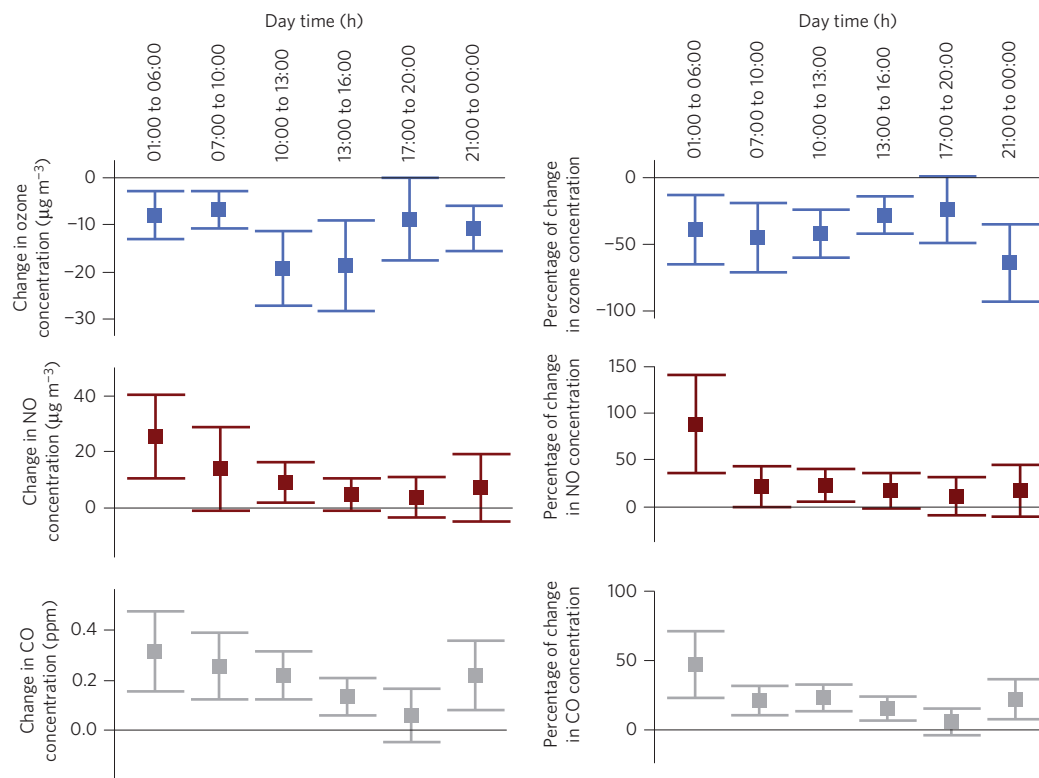 Day time (h)
01:00 to 06:00
07:00 to 10:00
10:00 to 13:00
13:00 to 16:00
17:00 to 20:00
21:00 to 00:00
Change in ozone
concentration (µg m⁻³)
0
−10
−20
−30
Change in NO
concentration (µg m⁻³)
40
20
0
Change in CO
concentration (ppm)
0.4
0.2
0.0
Day time (h)
01:00 to 06:00
07:00 to 10:00
10:00 to 13:00
13:00 to 16:00
17:00 to 20:00
21:00 to 00:00
Percentage of change
in ozone concentration
0
−50
−100
Percentage of change
in NO concentration
150
100
50
0
Percentage of change
in CO concentration
100
50
0